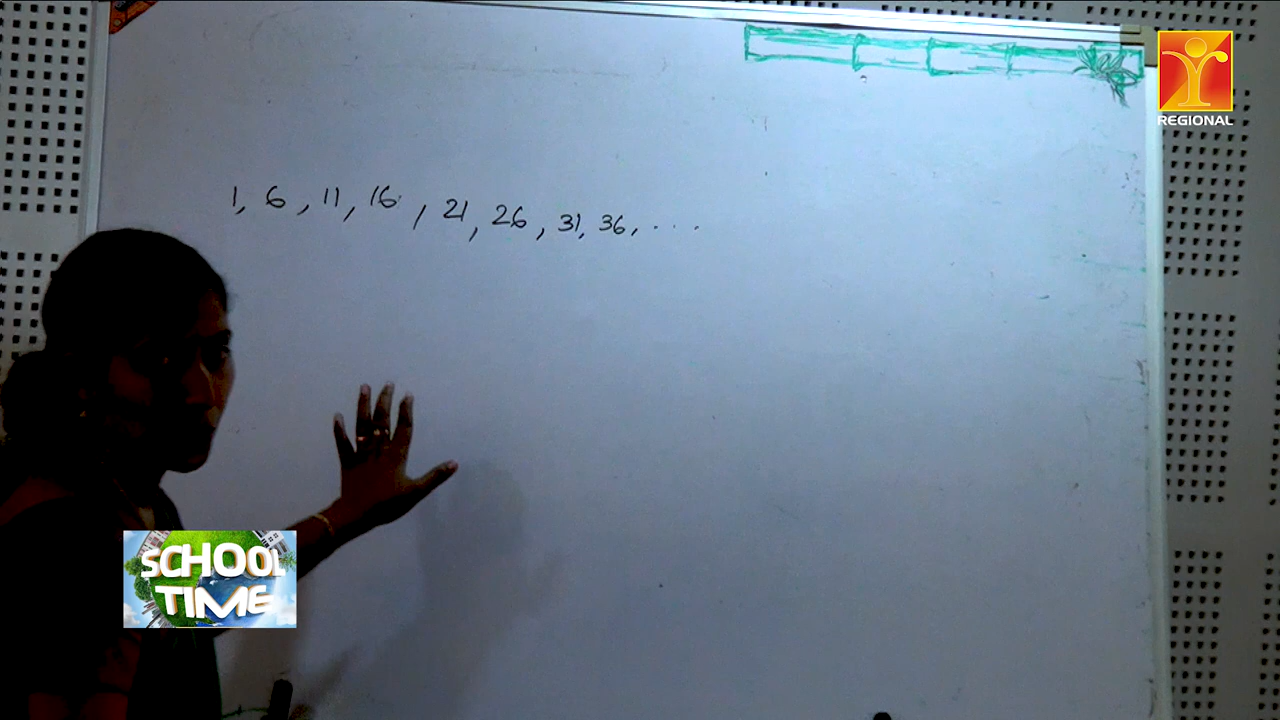 REGIONAL
1, 6, 11, 16, 21, 26, 31, 36, . . . .
SCHOOL
TIME